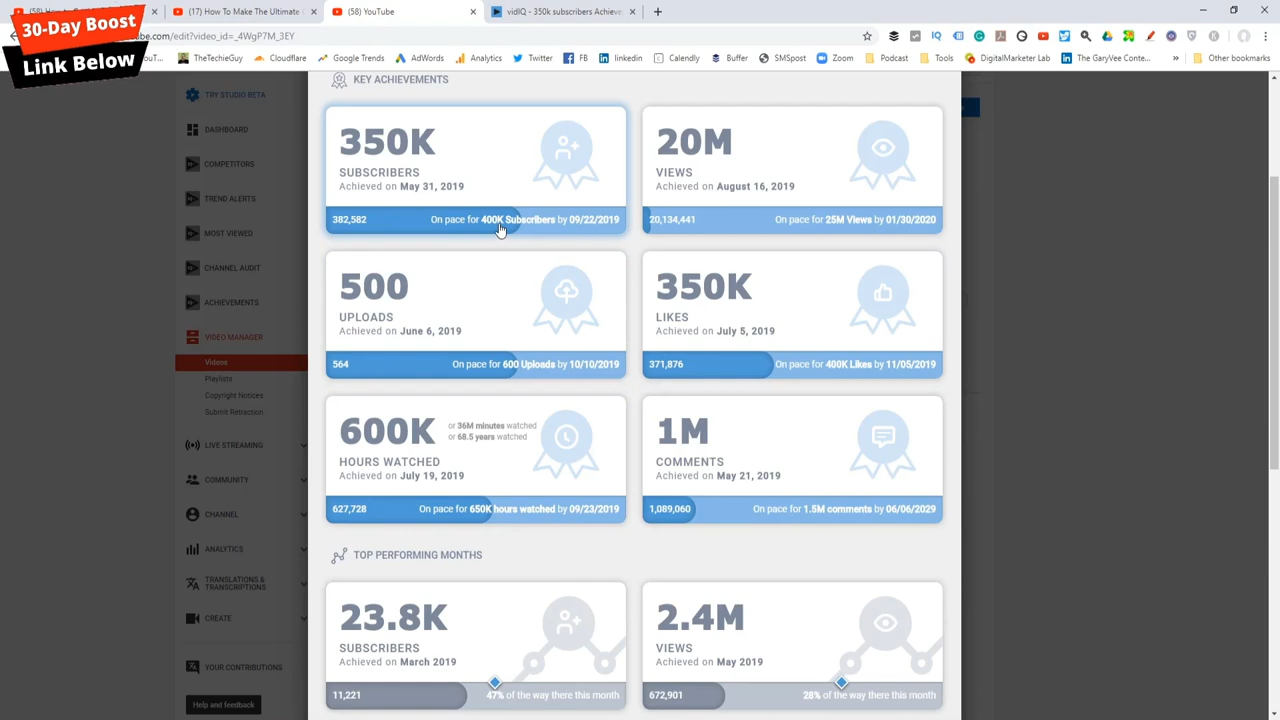 30-Day Boost
Link Below
(17) How To Make The Ultimate
(58) YouTube
vidIQ - 350k subscribers Achieve
.com/edit?video_id=_4WgP7M_3EY
TheTechieGuy
Cloudflare
Google Trends
AdWords
Analytics
Twitter
FB
linkedin
Calendly
Buffer
SMSpost
Zoom
Podcast
Tools
DigitalMarketer Lab
The GaryVee Conte...
»
Other bookmarks
TRY STUDIO BETA
DASHBOARD
COMPETITORS
TREND ALERTS
MOST VIEWED
CHANNEL AUDIT
ACHIEVEMENTS
VIDEO MANAGER
Videos
Playlists
Copyright Notices
Submit Retraction
LIVE STREAMING
COMMUNITY
CHANNEL
ANALYTICS
TRANSLATIONS &
TRANSCRIPTIONS
CREATE
YOUR CONTRIBUTIONS
Help and feedback
KEY ACHIEVEMENTS
350K
SUBSCRIBERS
Achieved on May 31, 2019
382,582 On pace for 400K Subscribers by 09/22/2019
20M
VIEWS
Achieved on August 16, 2019
20,134,441 On pace for 25M Views by 01/30/2020
500
UPLOADS
Achieved on June 6, 2019
564 On pace for 600 Uploads by 10/10/2019
350K
LIKES
Achieved on July 5, 2019
371,876 On pace for 400K Likes by 11/05/2019
600K
or 36M minutes watched
or 68.5 years watched
HOURS WATCHED
Achieved on July 19, 2019
627,728 On pace for 650K hours watched by 09/23/2019
1M
COMMENTS
Achieved on May 21, 2019
1,089,060 On pace for 1.5M comments by 06/06/2029
TOP PERFORMING MONTHS
23.8K
SUBSCRIBERS
Achieved on March 2019
11,221 47% of the way there this month
2.4M
VIEWS
Achieved on May 2019
672,901 28% of the way there this month